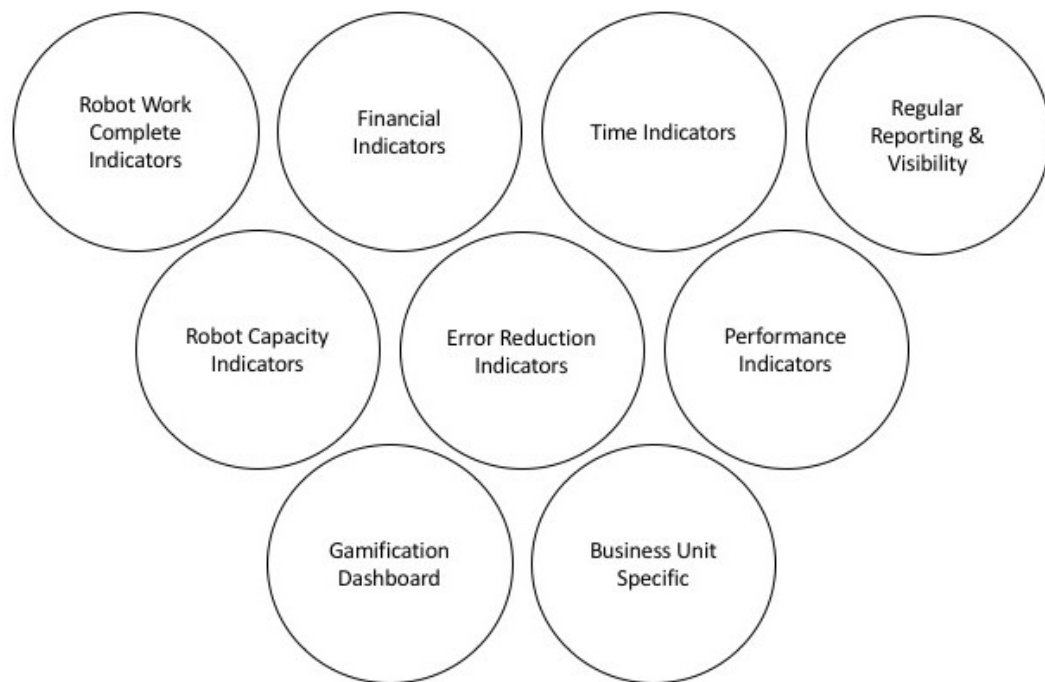 Robot Work
Complete
Indicators
Financial
Indicators
Time Indicators
Regular
Reporting &
Visibility
Robot Capacity
Indicators
Error Reduction
Indicators
Performance
Indicators
Gamification
Dashboard
Business Unit
Specific